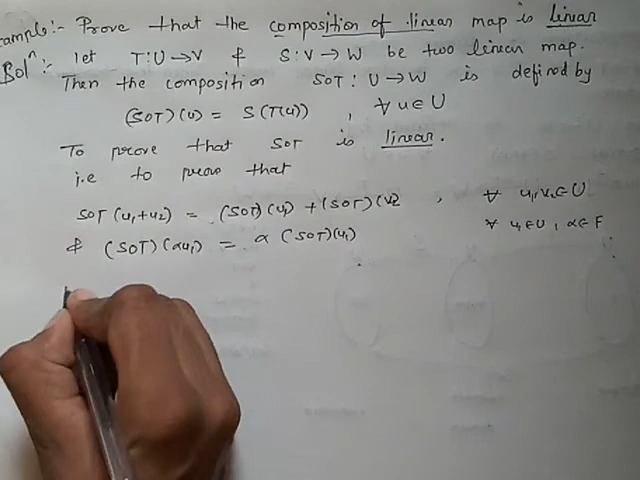 ample:- Prove that the composition of linear map is linear
Solⁿ:- let T:U→V & S:V→W be two linear map.
Then the composition SOT: U→W is defined by
(SOT)(u) = S(T(u)) , ∀ u∈U
To prove that SOT is linear.
i.e to prove that
SOT(u₁+u₂) = (SOT)(u₁) + (SOT)(u₂ , ∀ u₁,u₂∈U
& (SOT)(αu₁) = α (SOT)(u₁) ∀ u₁∈U, α∈F